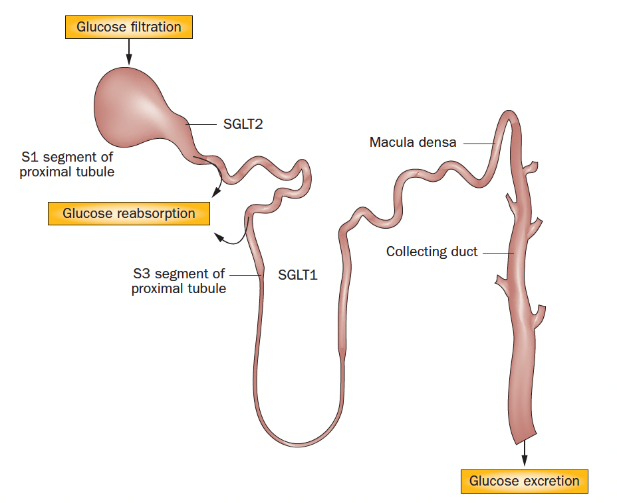 Glucose filtration
SGLT2
S1 segment of
proximal tubule
Glucose reabsorption
S3 segment of
proximal tubule
SGLT1
Macula densa
Collecting duct
Glucose excretion